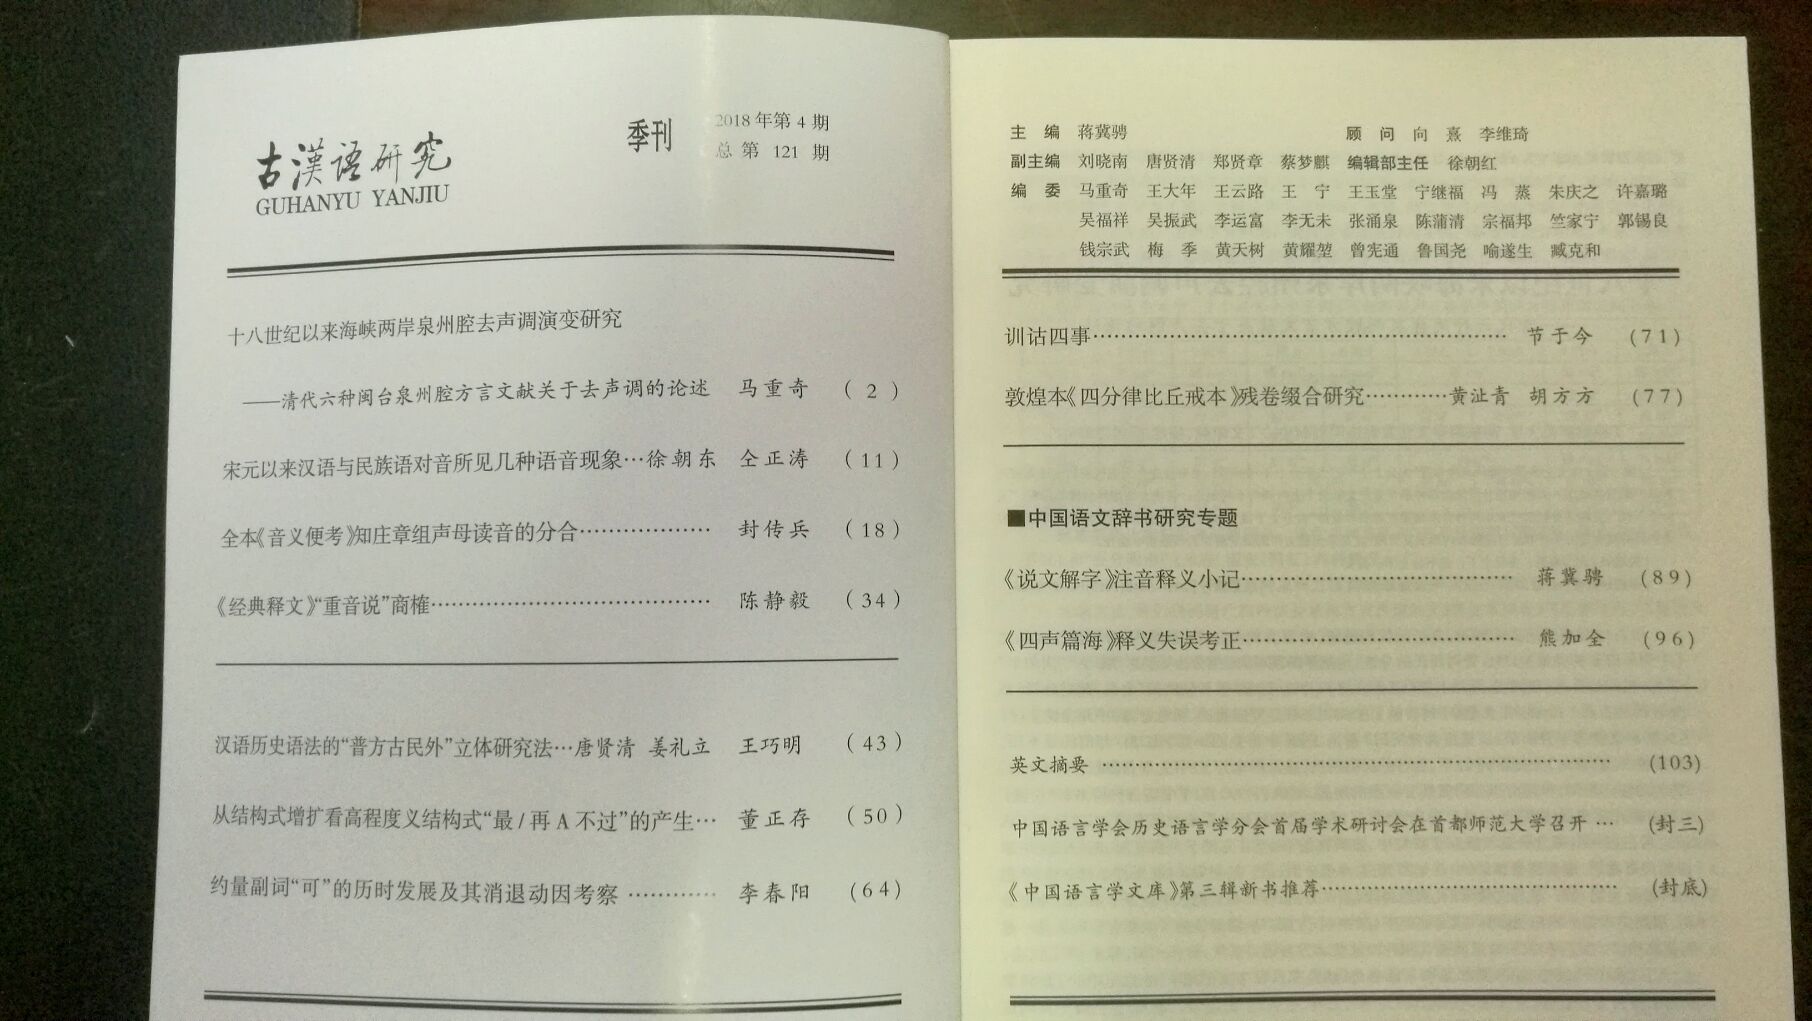 古漢語研究
GUHANYU YANJIU
季刊
2018年第4期
总第121期
十八世纪以来海峡两岸泉州腔去声调演变研究
——清代六种闽台泉州腔方言文献关于去声调的论述 马重奇 (2)
宋元以来汉语与民族语对音所见几种语音现象…徐朝东 仝正涛 (11)
全本《音义便考》知庄章组声母读音的分合……………… 封传兵 (18)
《经典释文》“重音说”商榷………………………………… 陈静毅 (34)
汉语历史语法的“普方古民外”立体研究法…唐贤清 姜礼立 王巧明 (43)
从结构式增扩看高程度义结构式“最/再A不过”的产生… 董正存 (50)
约量副词“可”的历时发展及其消退动因考察 ………… 李春阳 (64)
主 编 蒋冀骋 顾 问 向 熹 李维琦
副主编 刘晓南 唐贤清 郑贤章 蔡梦麒 编辑部主任 徐朝红
编 委 马重奇 王大年 王云路 王 宁 王玉堂 宁继福 冯 蒸 朱庆之 许嘉璐
吴福祥 吴振武 李运富 李无未 张涌泉 陈蒲清 宗福邦 竺家宁 郭锡良
钱宗武 梅 季 黄天树 黄耀堃 曾宪通 鲁国尧 喻遂生 臧克和
训诂四事………………………………………………… 节于今 (71)
敦煌本《四分律比丘戒本》残卷缀合研究…………黄沚青 胡方方 (77)
■中国语文辞书研究专题
《说文解字》注音释义小记……………………………… 蒋冀骋 (89)
《四声篇海》释义失误考正……………………………… 熊加全 (96)
英文摘要 ………………………………………………………… (103)
中国语言学会历史语言学分会首届学术研讨会在首都师范大学召开 … (封三)
《中国语言学文库》第三辑新书推荐………………………………… (封底)